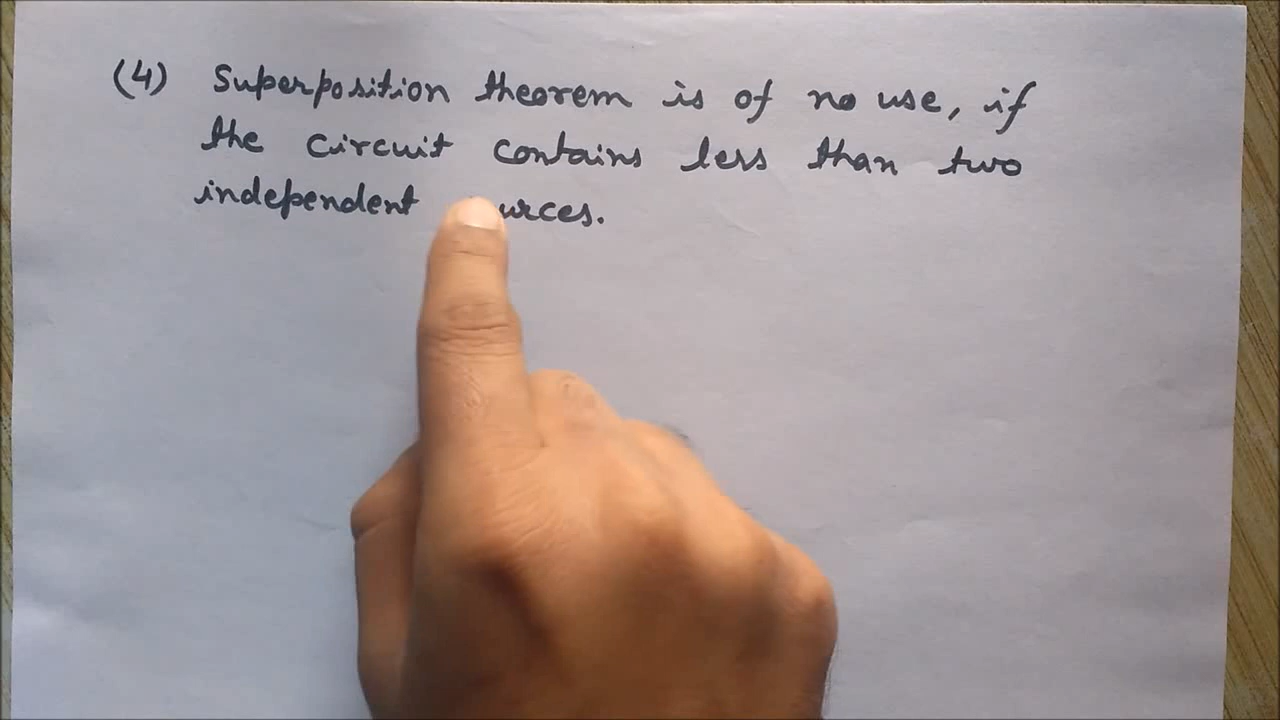 (4) Superposition theorem is of no use, if
the circuit contains less than two
independent